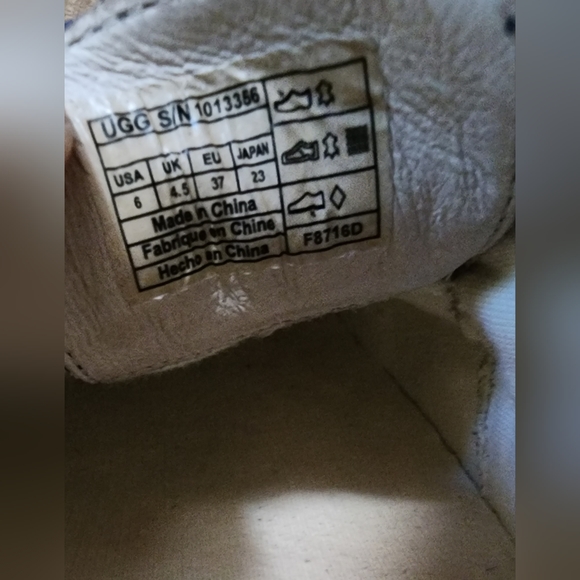 UGG S/N 1013356
USA UK EU JAPAN
6 4.5 37 23
Made in China
Fabrique en Chine
Hecho en China
F8716D